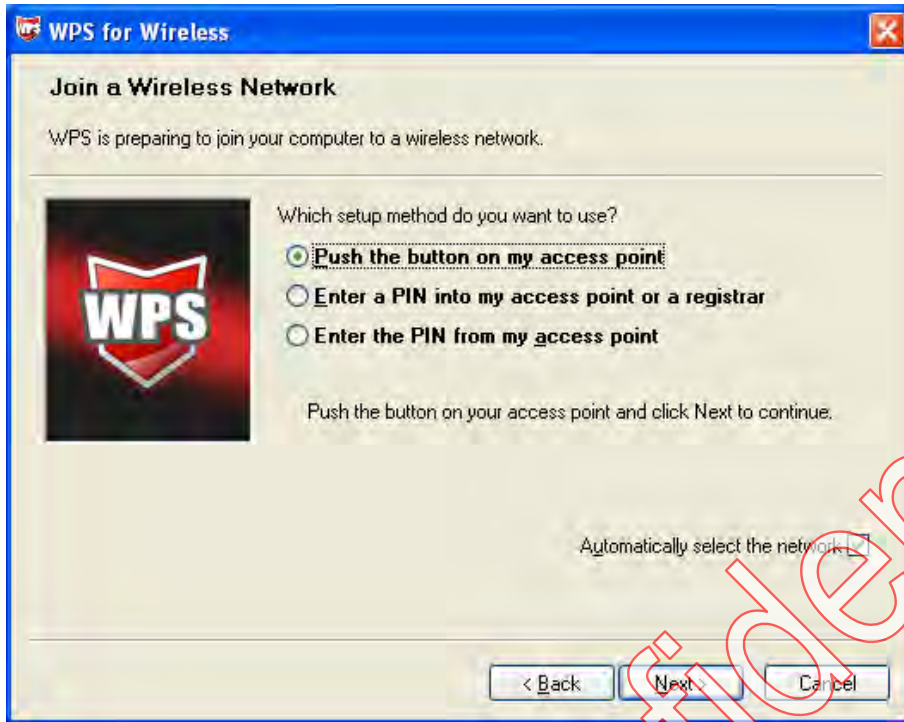 WPS for Wireless
Join a Wireless Network
WPS is preparing to join your computer to a wireless network.
Which setup method do you want to use?
Push the button on my access point
Enter a PIN into my access point or a registrar
WPS
Enter the PIN from my access point
Push the button on your access point and click Next to continue.
Automatically select the network
< Back
Next >
Cancel